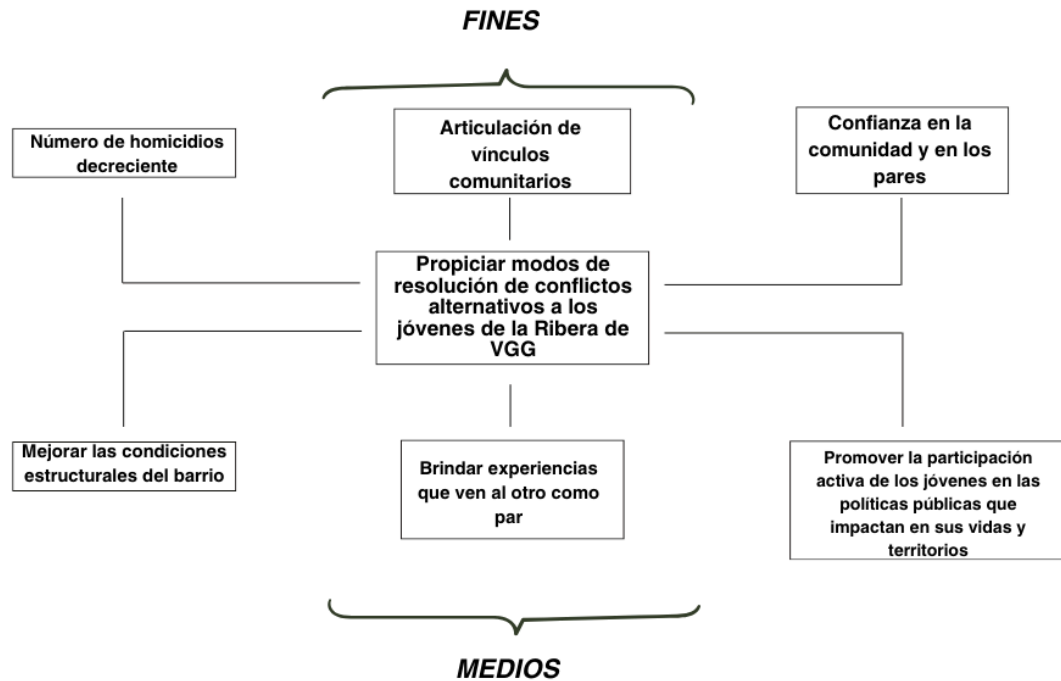 FINES
Número de homicidios
decreciente
Articulación de
vínculos
comunitarios
Confianza en la
comunidad y en los
pares
Propiciar modos de
resolución de conflictos
alternativos a los
jóvenes de la Ribera de
VGG
Mejorar las condiciones
estructurales del barrio
Brindar experiencias
que ven al otro como
par
Promover la participación
activa de los jóvenes en las
políticas públicas que
impactan en sus vidas y
territorios
MEDIOS